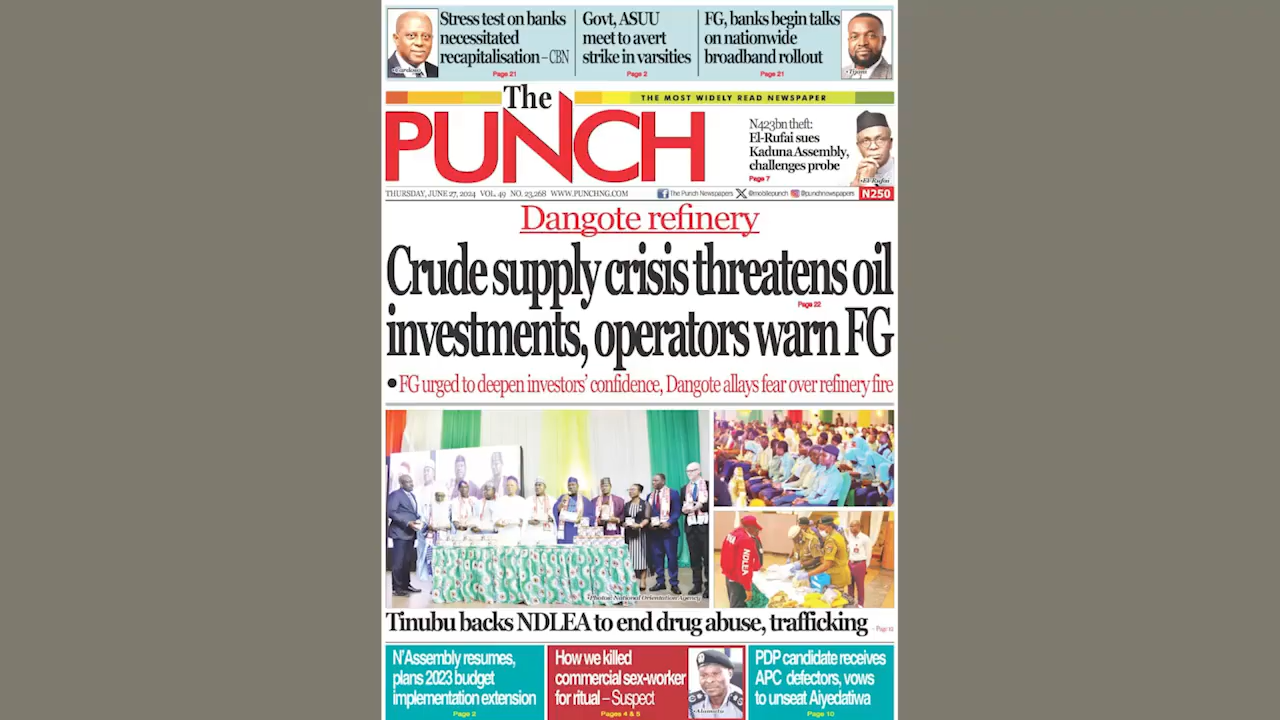 Stress test on banks
necessitated
recapitalisation – CBN
Page 21
•Cardoso
Govt, ASUU
meet to avert
strike in varsities
Page 2
FG, banks begin talks
on nationwide
broadband rollout
Page 21
•Tijani
The
PUNCH
THE MOST WIDELY READ NEWSPAPER
N423bn theft:
El-Rufai sues
Kaduna Assembly,
challenges probe
Page 7
•El-Rufai
THURSDAY, JUNE 27, 2024 VOL. 49 NO. 23,268 WWW.PUNCHNG.COM
The Punch Newspapers @mobilepunch @punchnewspapers N250
Dangote refinery
Crude supply crisis threatens oil
Page 22
investments, operators warn FG
● FG urged to deepen investors' confidence, Dangote allays fear over refinery fire
NDLEA
Photos: National Orientation Agency
Tinubu backs NDLEA to end drug abuse, trafficking
N'Assembly resumes,
plans 2023 budget
implementation extension
Page 2
How we killed
commercial sex-worker
for ritual – Suspect
Pages 4 & 5
PDP candidate receives
APC defectors, vows
to unseat Aiyedatiwa
Page 10